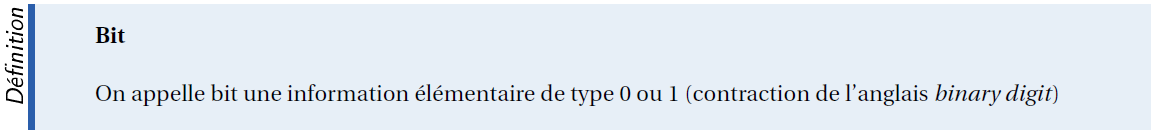 Définition
Bit
On appelle bit une information élémentaire de type 0 ou 1 (contraction de l’anglais binary digit)